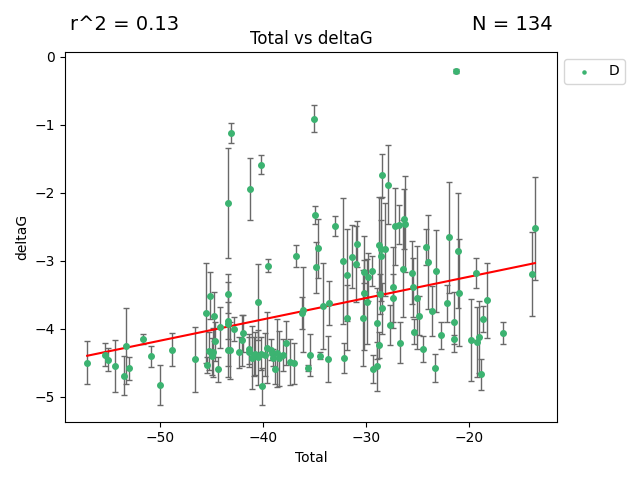 r^2 = 0.13
N = 134
Total vs deltaG
D
0
−1
−2
−3
−4
−5
deltaG
−50
−40
−30
−20
Total